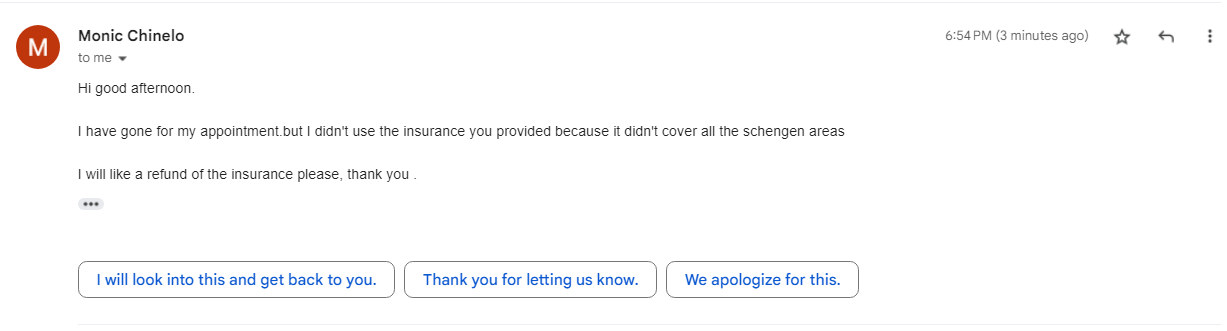 M
Monic Chinelo
6:54 PM (3 minutes ago)
to me
Hi good afternoon.
I have gone for my appointment.but I didn't use the insurance you provided because it didn't cover all the schengen areas
I will like a refund of the insurance please, thank you .
I will look into this and get back to you.
Thank you for letting us know.
We apologize for this.